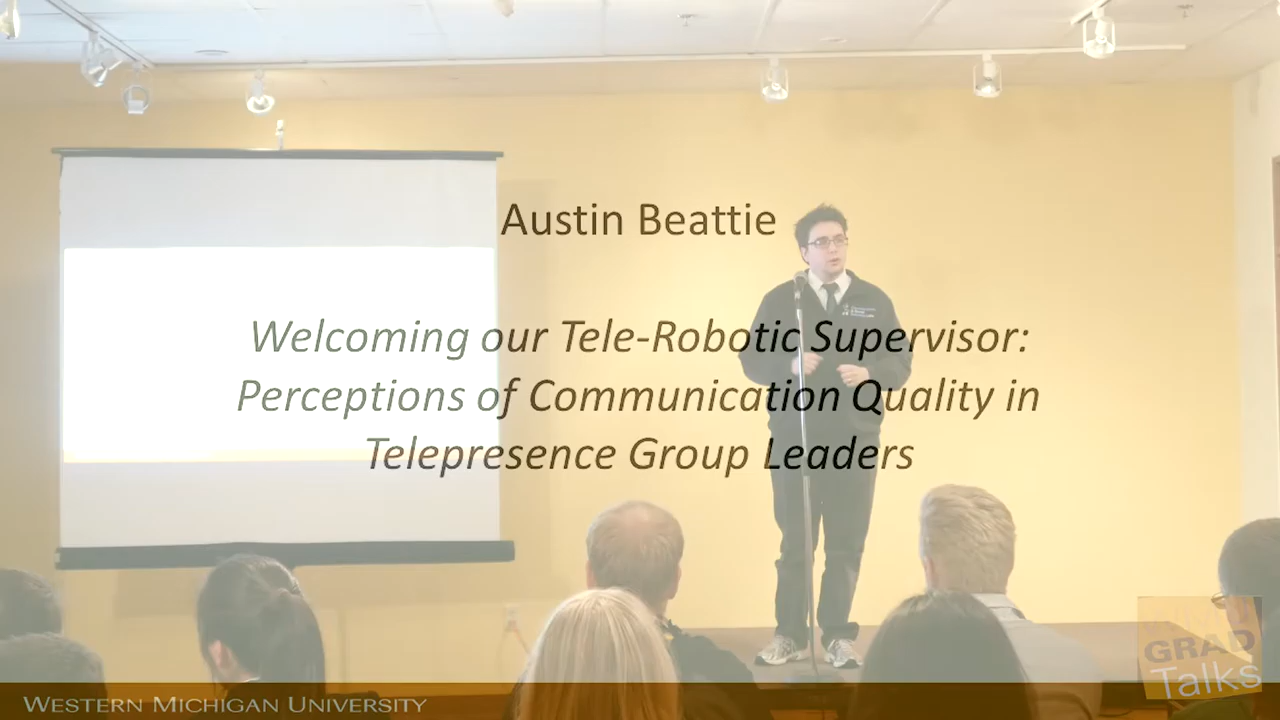 Austin Beattie
Welcoming our Tele-Robotic Supervisor:
Perceptions of Communication Quality in
Telepresence Group Leaders
GRAD
Talks
WESTERN MICHIGAN UNIVERSITY